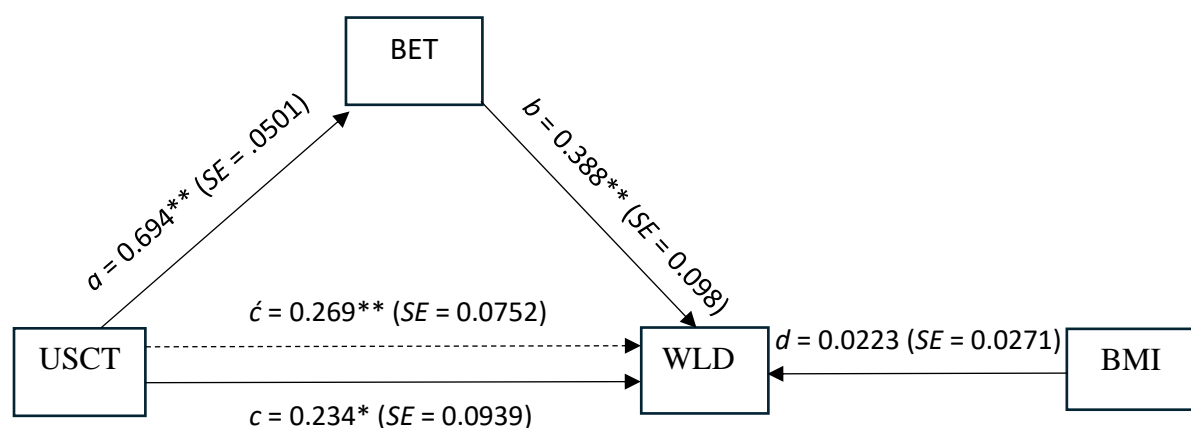 BET
a = 0.694** (SE = .0501)
b = 0.388** (SE = 0.098)
ć = 0.269** (SE = 0.0752)
USCT
WLD
d = 0.0223 (SE = 0.0271)
BMI
c = 0.234* (SE = 0.0939)